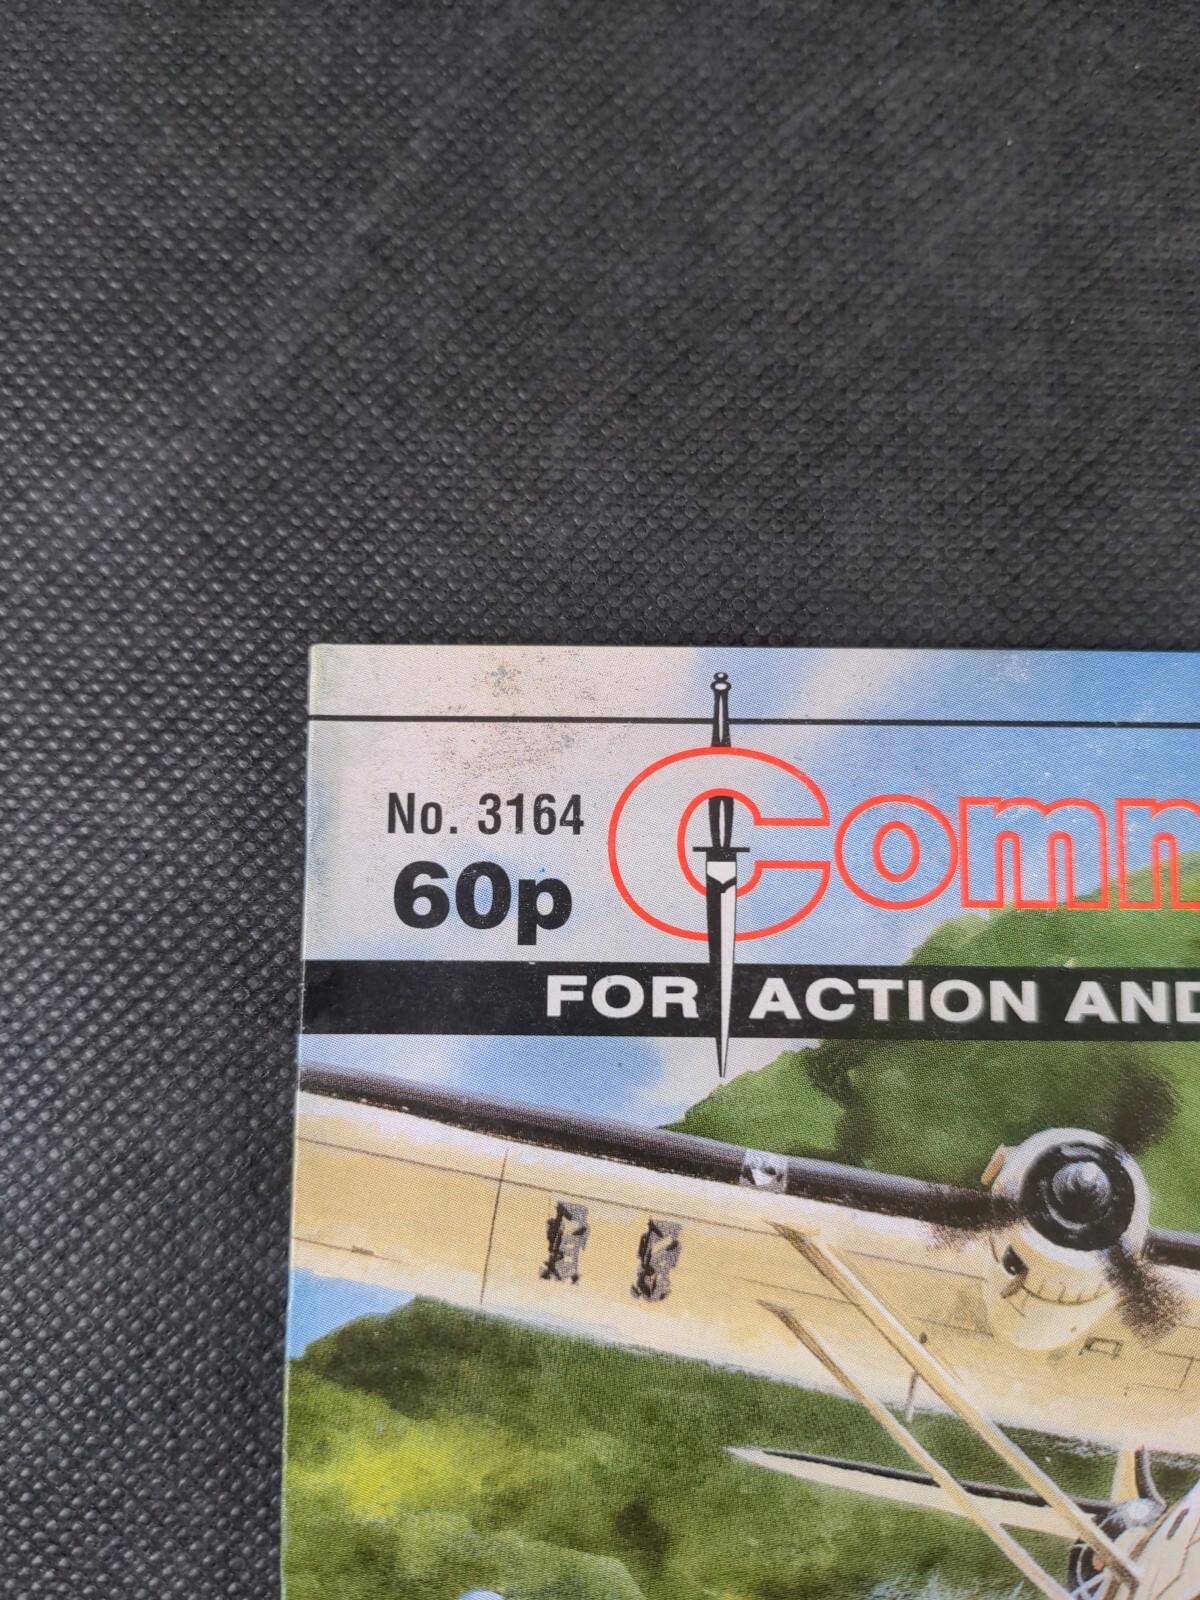 No. 3164
60p
Comm
FOR ACTION AND